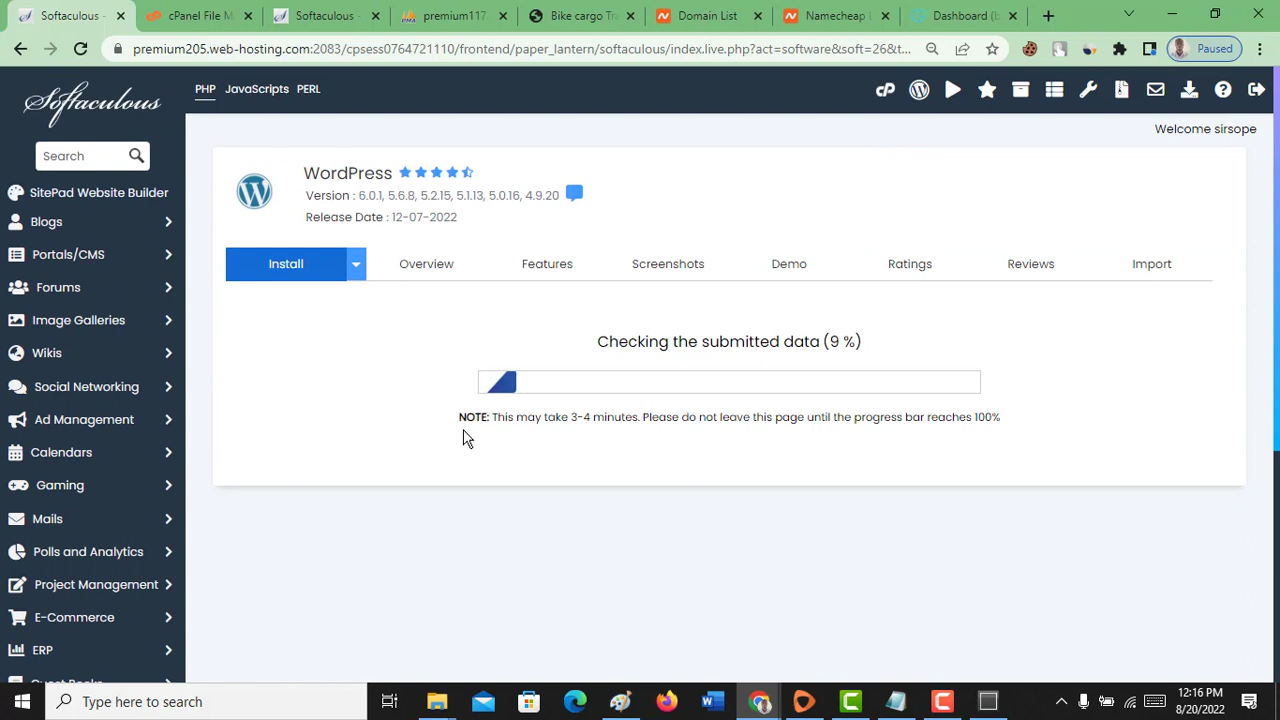 Softaculous -
cPanel File M
Softaculous -
premium117.
Bike cargo Tra
Domain List
Namecheap L
Dashboard (b
premium205.web-hosting.com:2083/cpsess0764721110/frontend/paper_lantern/softaculous/index.live.php?act=software&soft=26&t...
Paused
Softaculous
PHP JavaScripts PERL
Welcome sirsope
Search
SitePad Website Builder
Blogs
Portals/CMS
Forums
Image Galleries
Wikis
Social Networking
Ad Management
Calendars
Gaming
Mails
Polls and Analytics
Project Management
E-Commerce
ERP
Guest Books
WordPress
Version : 6.0.1, 5.6.8, 5.2.15, 5.1.13, 5.0.16, 4.9.20
Release Date : 12-07-2022
Install Overview Features Screenshots Demo Ratings Reviews Import
Checking the submitted data (9 %)
NOTE: This may take 3-4 minutes. Please do not leave this page until the progress bar reaches 100%
Type here to search
12:16 PM
8/20/2022